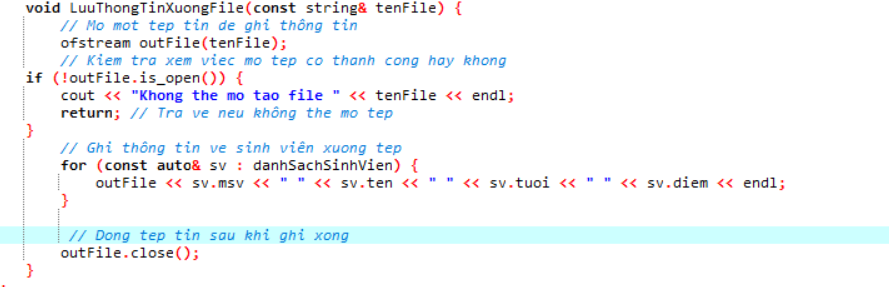 void LuuThongTinXuongFile(const string& tenFile) {
// Mo mot tep tin de ghi thông tin
ofstream outFile(tenFile);
// Kiem tra xem viec mo tep co thanh cong hay khong
if (!outFile.is_open()) {
cout << "Khong the mo tao file " << tenFile << endl;
return; // Tra ve neu không the mo tep
}
// Ghi thông tin ve sinh viên xuong tep
for (const auto& sv : danhSachSinhVien) {
outFile << sv.msv << " " << sv.ten << " " << sv.tuoi << " " << sv.diem << endl;
}
// Dong tep tin sau khi ghi xong
outFile.close();
}